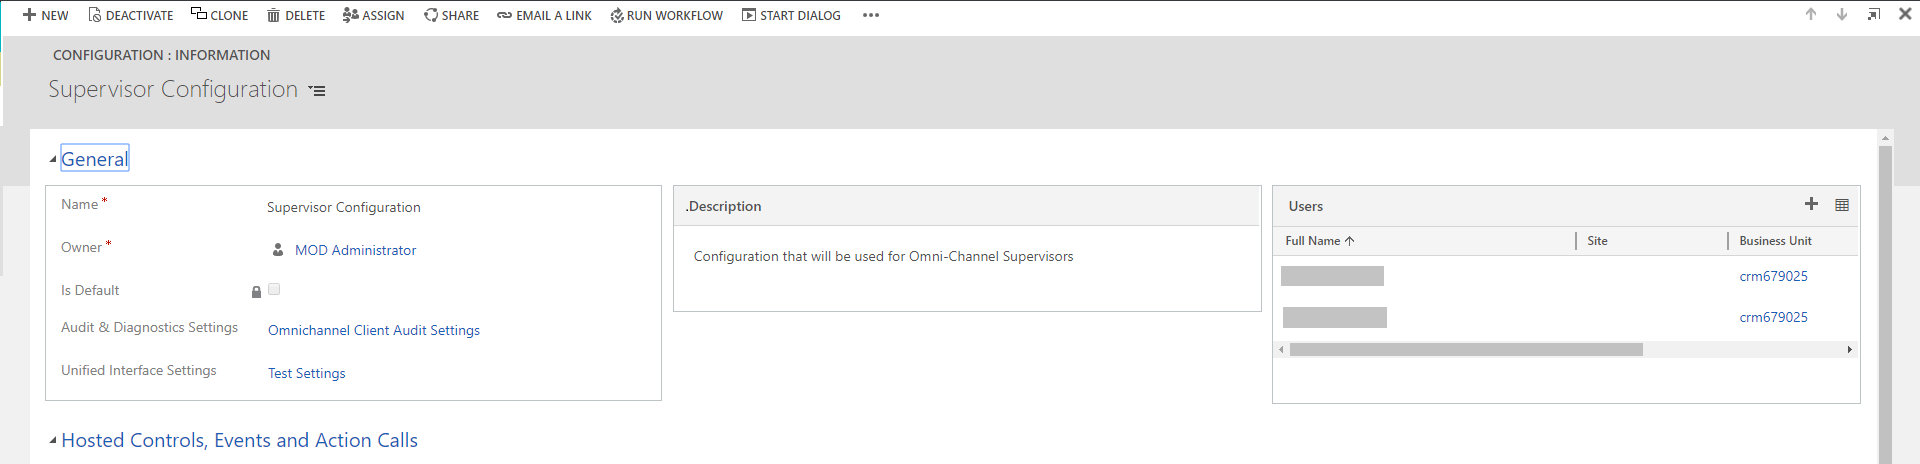 NEW DEACTIVATE CLONE DELETE ASSIGN SHARE EMAIL A LINK RUN WORKFLOW START DIALOG •••
CONFIGURATION : INFORMATION
Supervisor Configuration
General
Name *
Supervisor Configuration
Owner *
MOD Administrator
Is Default
Audit & Diagnostics Settings
Omnichannel Client Audit Settings
Unified Interface Settings
Test Settings
.Description
Configuration that will be used for Omni-Channel Supervisors
Users
Full Name Site Business Unit
crm679025
crm679025
Hosted Controls, Events and Action Calls